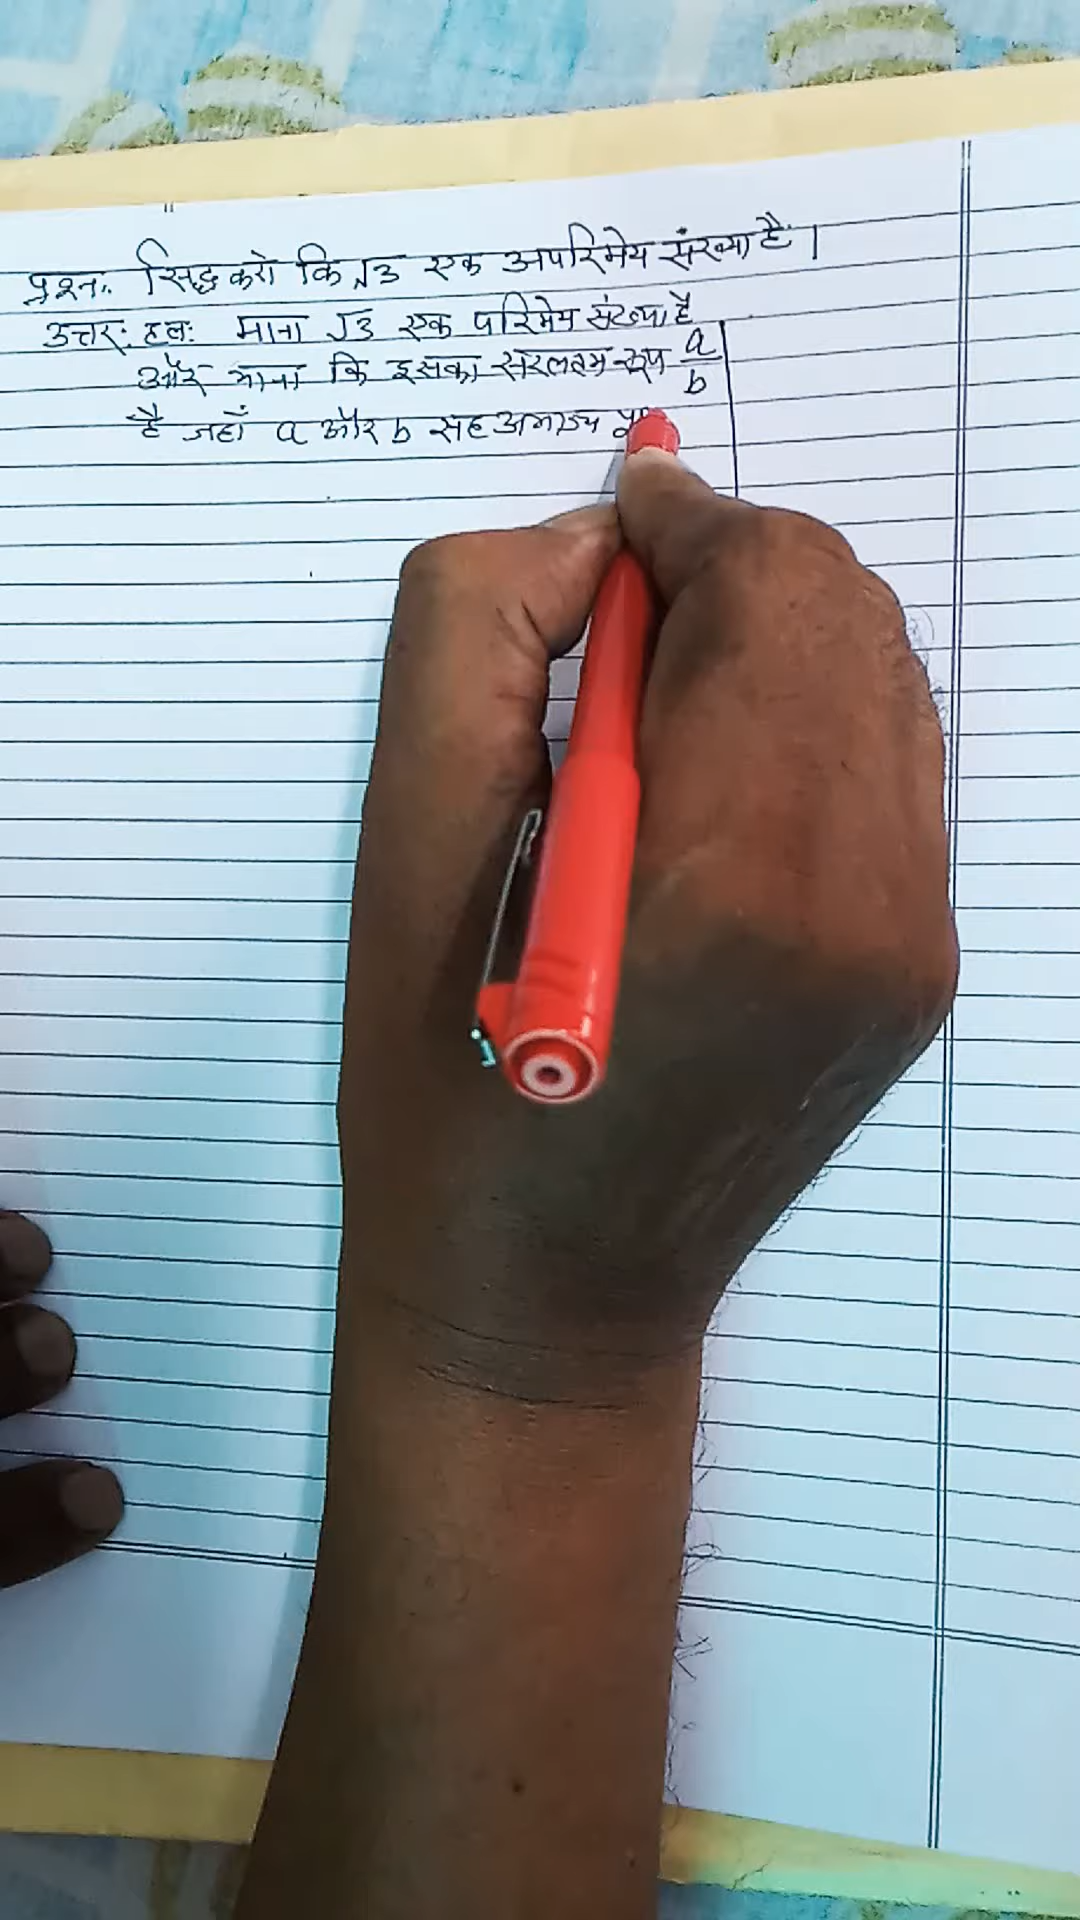 प्रश्न: सिद्ध करो कि √3 एक अपरिमेय संख्या है।
उत्तर: हल: माना √3 एक परिमेय संख्या है
और माना कि इसका सरलतम रूप a/b
है जहाँ a और b सह अभाज्य